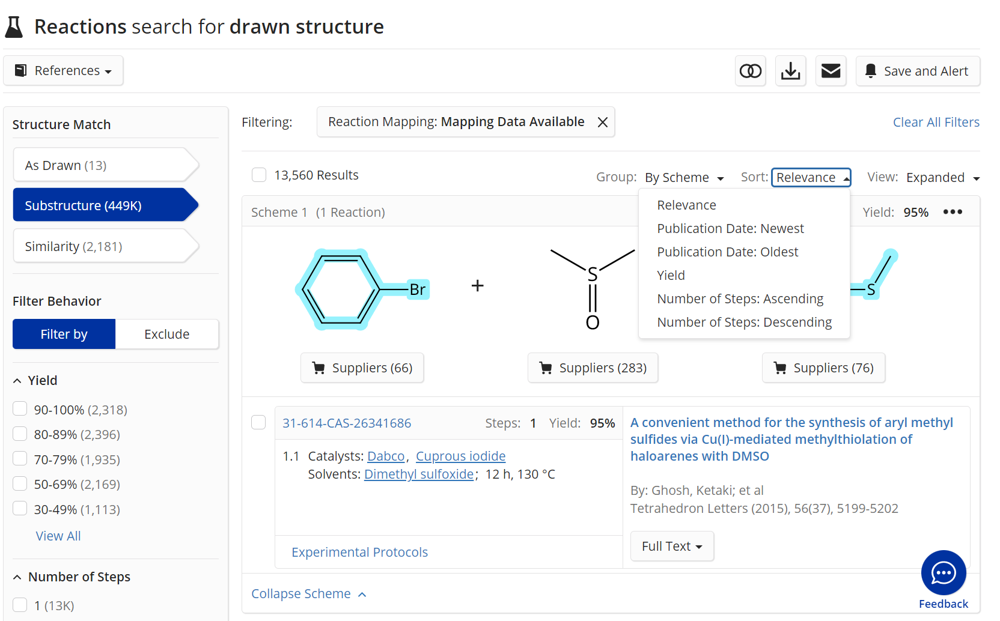 Reactions search for drawn structure
References
Save and Alert
Structure Match
As Drawn (13)
Substructure (449K)
Similarity (2,181)
Filter Behavior
Filter by
Exclude
Yield
90-100% (2,318)
80-89% (2,396)
70-79% (1,935)
50-69% (2,169)
30-49% (1,113)
View All
Number of Steps
1 (13K)
Filtering:
Reaction Mapping: Mapping Data Available
Clear All Filters
13,560 Results
Group: By Scheme
Sort: Relevance
View: Expanded
Relevance
Publication Date: Newest
Publication Date: Oldest
Yield
Number of Steps: Ascending
Number of Steps: Descending
Scheme 1 (1 Reaction)
Yield: 95%
Br
+
S
O
S
Suppliers (66)
Suppliers (283)
Suppliers (76)
31-614-CAS-26341686
Steps: 1 Yield: 95%
1.1 Catalysts: Dabco, Cuprous iodide
Solvents: Dimethyl sulfoxide; 12 h, 130 °C
Experimental Protocols
A convenient method for the synthesis of aryl methyl
sulfides via Cu(I)-mediated methylthiolation of
haloarenes with DMSO
By: Ghosh, Ketaki; et al
Tetrahedron Letters (2015), 56(37), 5199-5202
Full Text
Collapse Scheme
Feedback